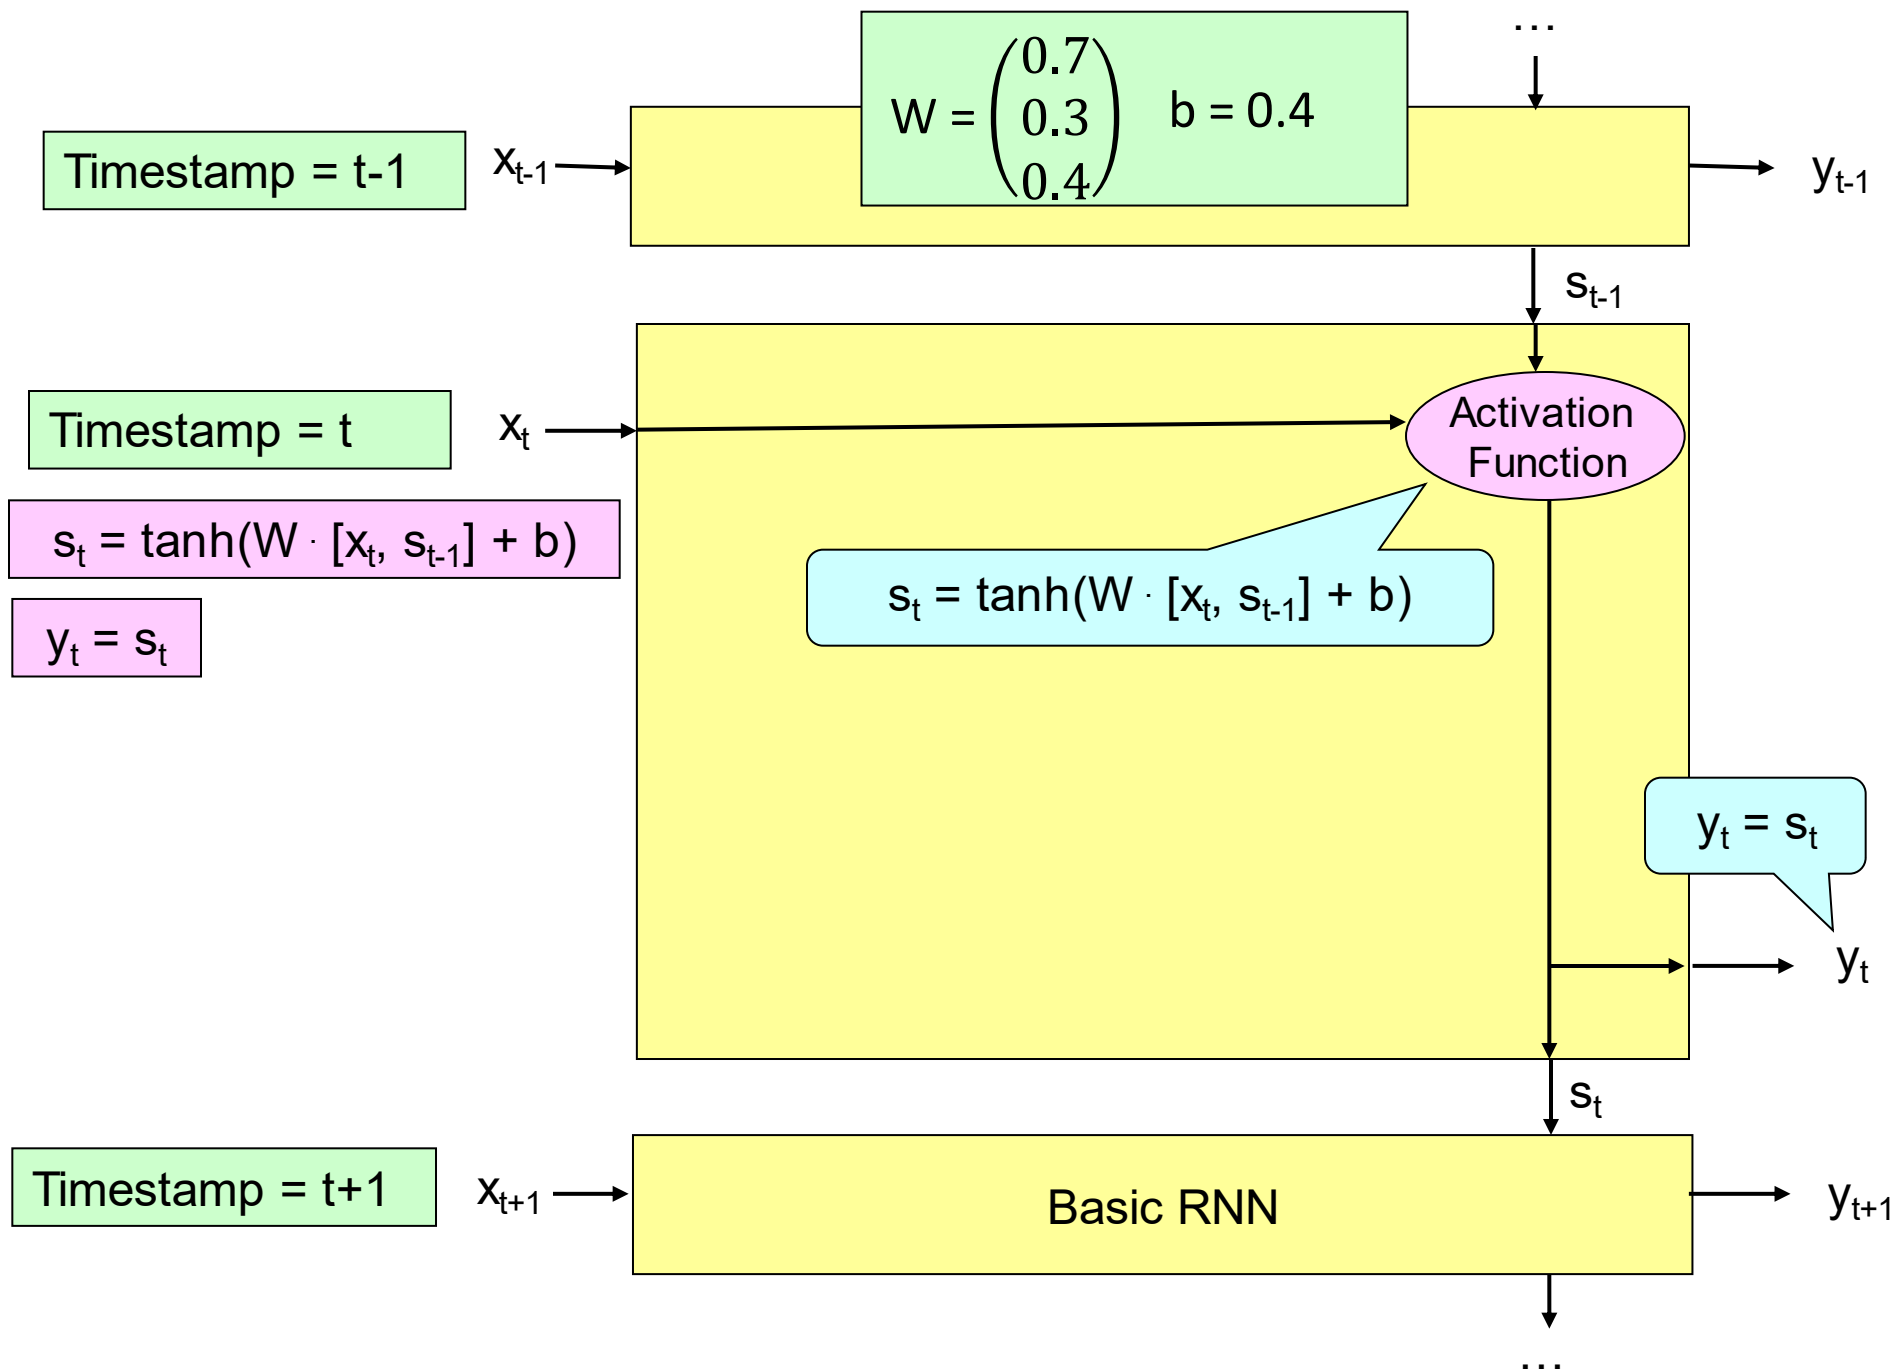 …
W = (0.7 0.3 0.4) b = 0.4
Timestamp = t-1
xt-1
yt-1
st-1
Timestamp = t
xt
Activation
Function
st = tanh(W · [xt, st-1] + b)
st = tanh(W · [xt, st-1] + b)
yt = st
yt = st
yt
st
Timestamp = t+1
xt+1
Basic RNN
yt+1
…